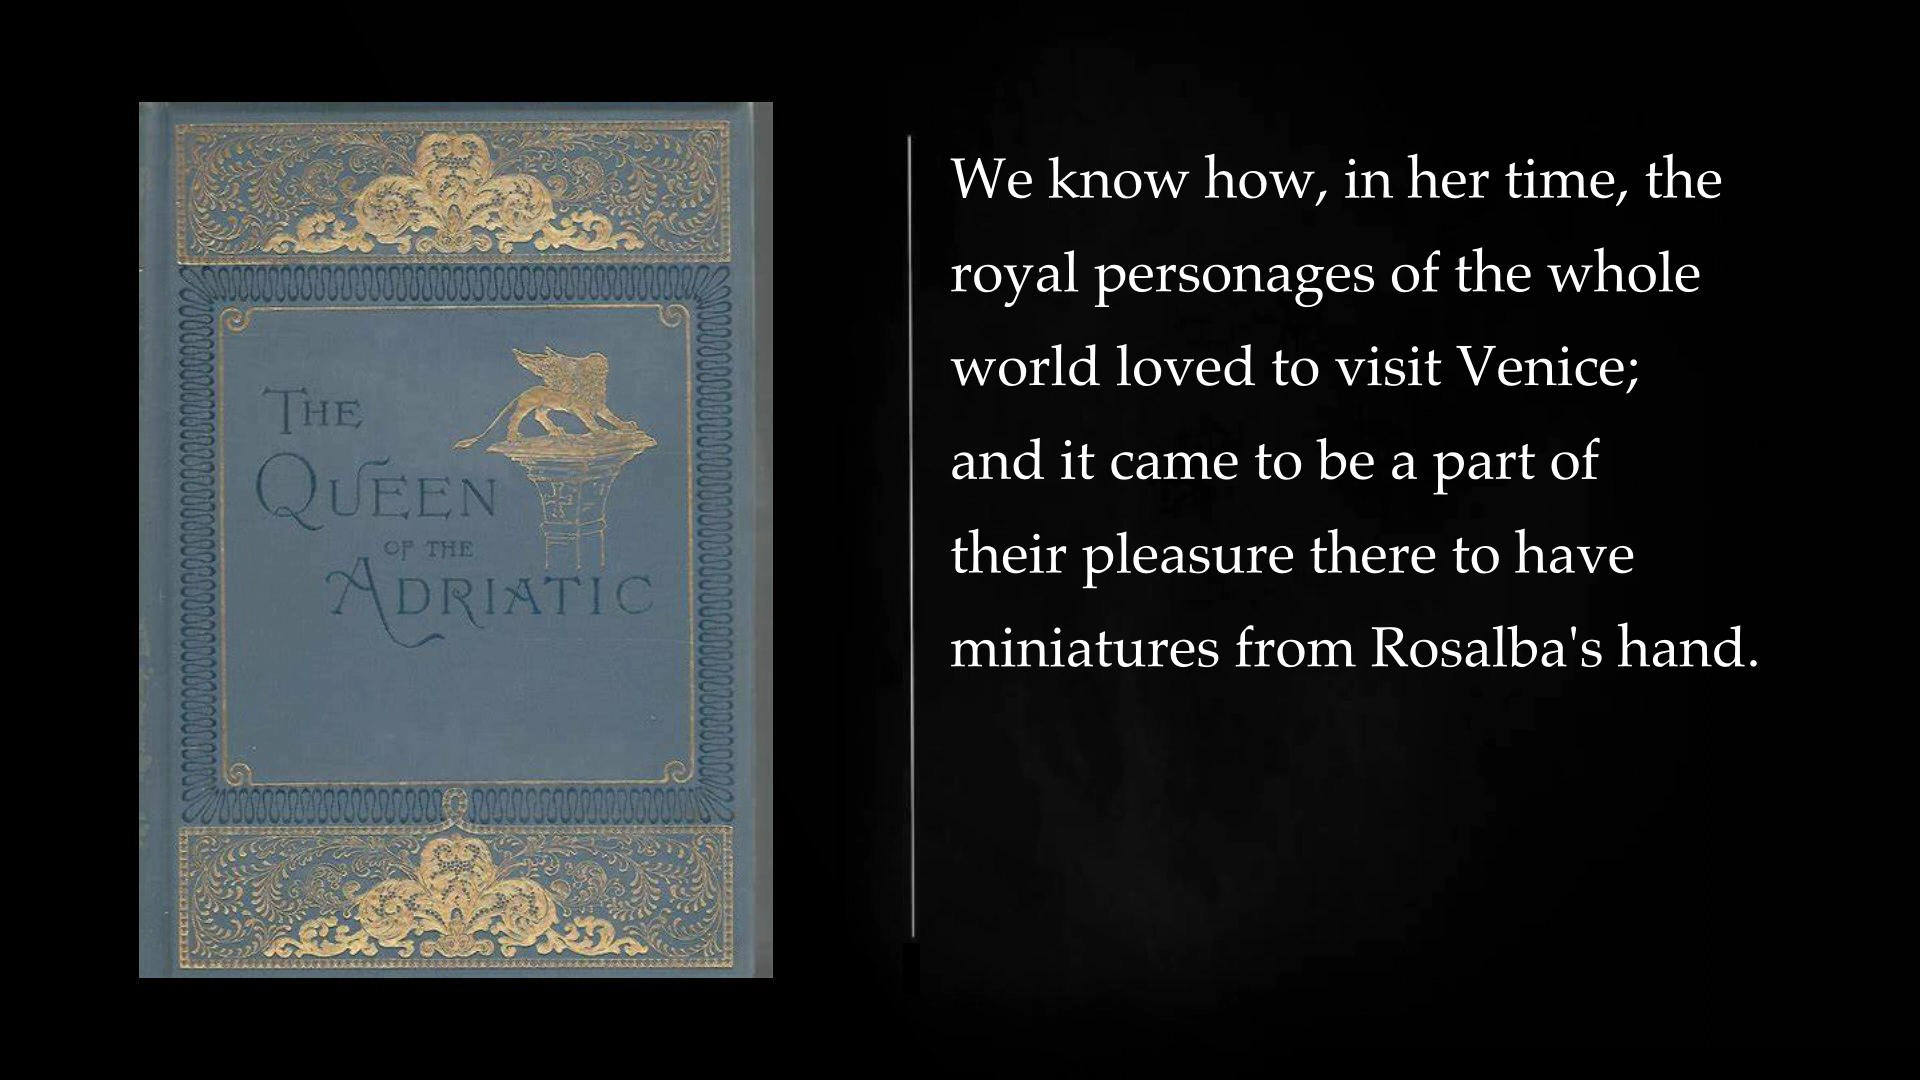 THE
QUEEN
OF THE
ADRIATIC
We know how, in her time, the
royal personages of the whole
world loved to visit Venice;
and it came to be a part of
their pleasure there to have
miniatures from Rosalba's hand.